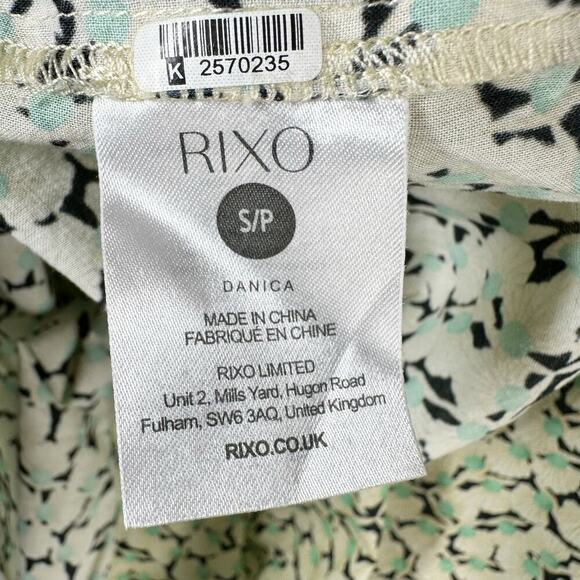 K 2570235
RIXO
S/P
DANICA
MADE IN CHINA
FABRIQUÉ EN CHINE
RIXO LIMITED
Unit 2, Mills Yard, Hugon Road
Fulham, SW6 3AQ, United Kingdom
RIXO.CO.UK